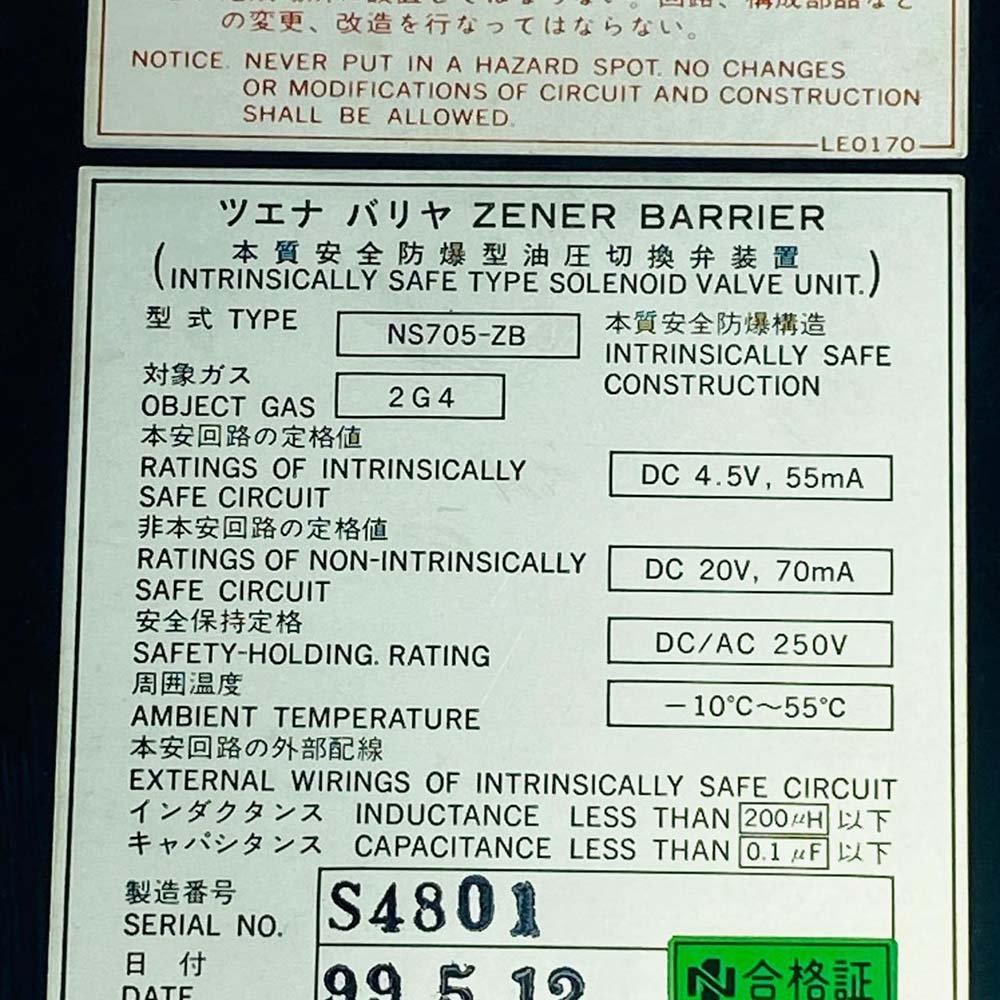 の変更、改造を行なってはならない。
NOTICE. NEVER PUT IN A HAZARD SPOT. NO CHANGES
OR MODIFICATIONS OF CIRCUIT AND CONSTRUCTION
SHALL BE ALLOWED.
LE0170
ツエナ バリヤ ZENER BARRIER
(本質安全防爆型油圧切換弁装置
INTRINSICALLY SAFE TYPE SOLENOID VALVE UNIT.)
型式 TYPE NS705-ZB
本質安全防爆構造
INTRINSICALLY SAFE
CONSTRUCTION
対象ガス
OBJECT GAS 2G4
本安回路の定格値
RATINGS OF INTRINSICALLY
SAFE CIRCUIT
DC 4.5V, 55mA
非本安回路の定格値
RATINGS OF NON-INTRINSICALLY
SAFE CIRCUIT
DC 20V, 70mA
安全保持定格
SAFETY-HOLDING. RATING
DC/AC 250V
周囲温度
AMBIENT TEMPERATURE
-10℃~55℃
本安回路の外部配線
EXTERNAL WIRINGS OF INTRINSICALLY SAFE CIRCUIT
インダクタンス INDUCTANCE LESS THAN 200μH 以下
キャパシタンス CAPACITANCE LESS THAN 0.1μF 以下
製造番号
SERIAL NO. S4801
日付
DATE 99.5.12
合格証